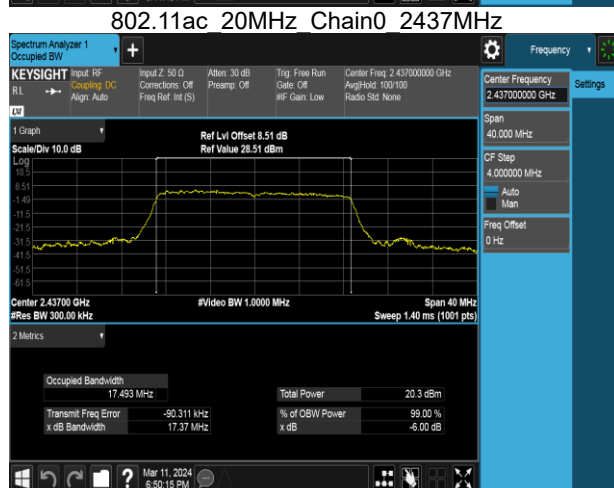 802.11ac_20MHz_Chain0_2437MHz
Spectrum Analyzer 1
Occupied BW
+
Frequency
KEYSIGHT
RL
LXI
Input: RF
Coupling: DC
Align: Auto
Input Z: 50 Ω
Corrections: Off
Freq Ref: Int (S)
Atten: 30 dB
Preamp: Off
Trig: Free Run
Gate: Off
#IF Gain: Low
Center Freq: 2.437000000 GHz
Avg|Hold: 100/100
Radio Std: None
Center Frequency
2.437000000 GHz
Settings
Span
40.000 MHz
CF Step
4.000000 MHz
Auto
Man
Freq Offset
0 Hz
1 Graph
Scale/Div 10.0 dB
Ref Lvl Offset 8.51 dB
Ref Value 28.51 dBm
Log
18.5
8.51
-1.49
-11.5
-21.5
-31.5
-41.5
-51.5
-61.5
Center 2.43700 GHz
#Res BW 300.00 kHz
#Video BW 1.0000 MHz
Span 40 MHz
Sweep 1.40 ms (1001 pts)
2 Metrics
Occupied Bandwidth
17.493 MHz
Total Power 20.3 dBm
Transmit Freq Error -90.311 kHz
% of OBW Power 99.00 %
x dB Bandwidth 17.37 MHz
x dB -6.00 dB
?
Mar 11, 2024
6:50:15 PM